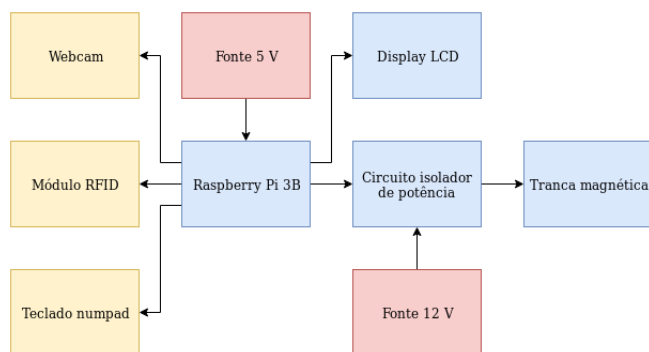 Webcam
Fonte 5 V
Display LCD
Módulo RFID
Raspberry Pi 3B
Circuito isolador
de potência
Tranca magnética
Teclado numpad
Fonte 12 V